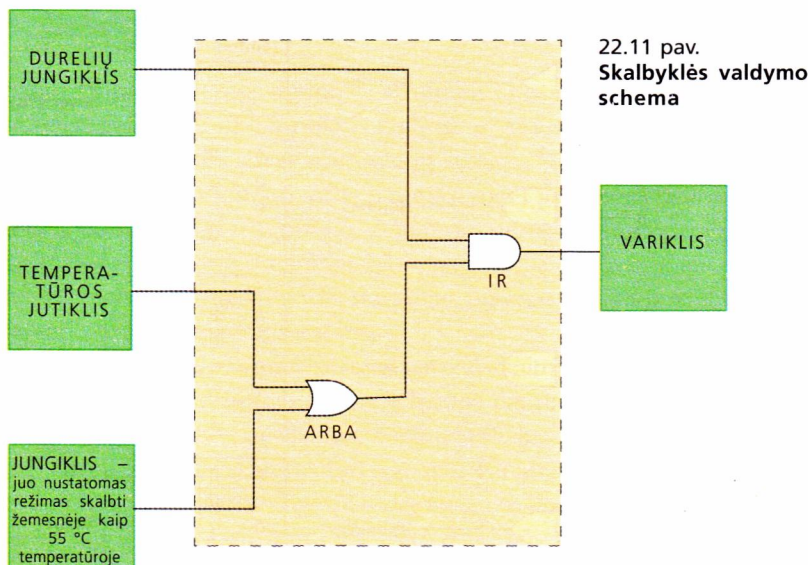 DURELIŲ
JUNGIKLIS
22.11 pav.
Skalbyklės valdymo
schema
TEMPERA-
TŪROS
JUTIKLIS
IR
VARIKLIS
ARBA
JUNGIKLIS –
juo nustatomas
režimas skalbti
žemesnėje kaip
55 °C
temperatūroje